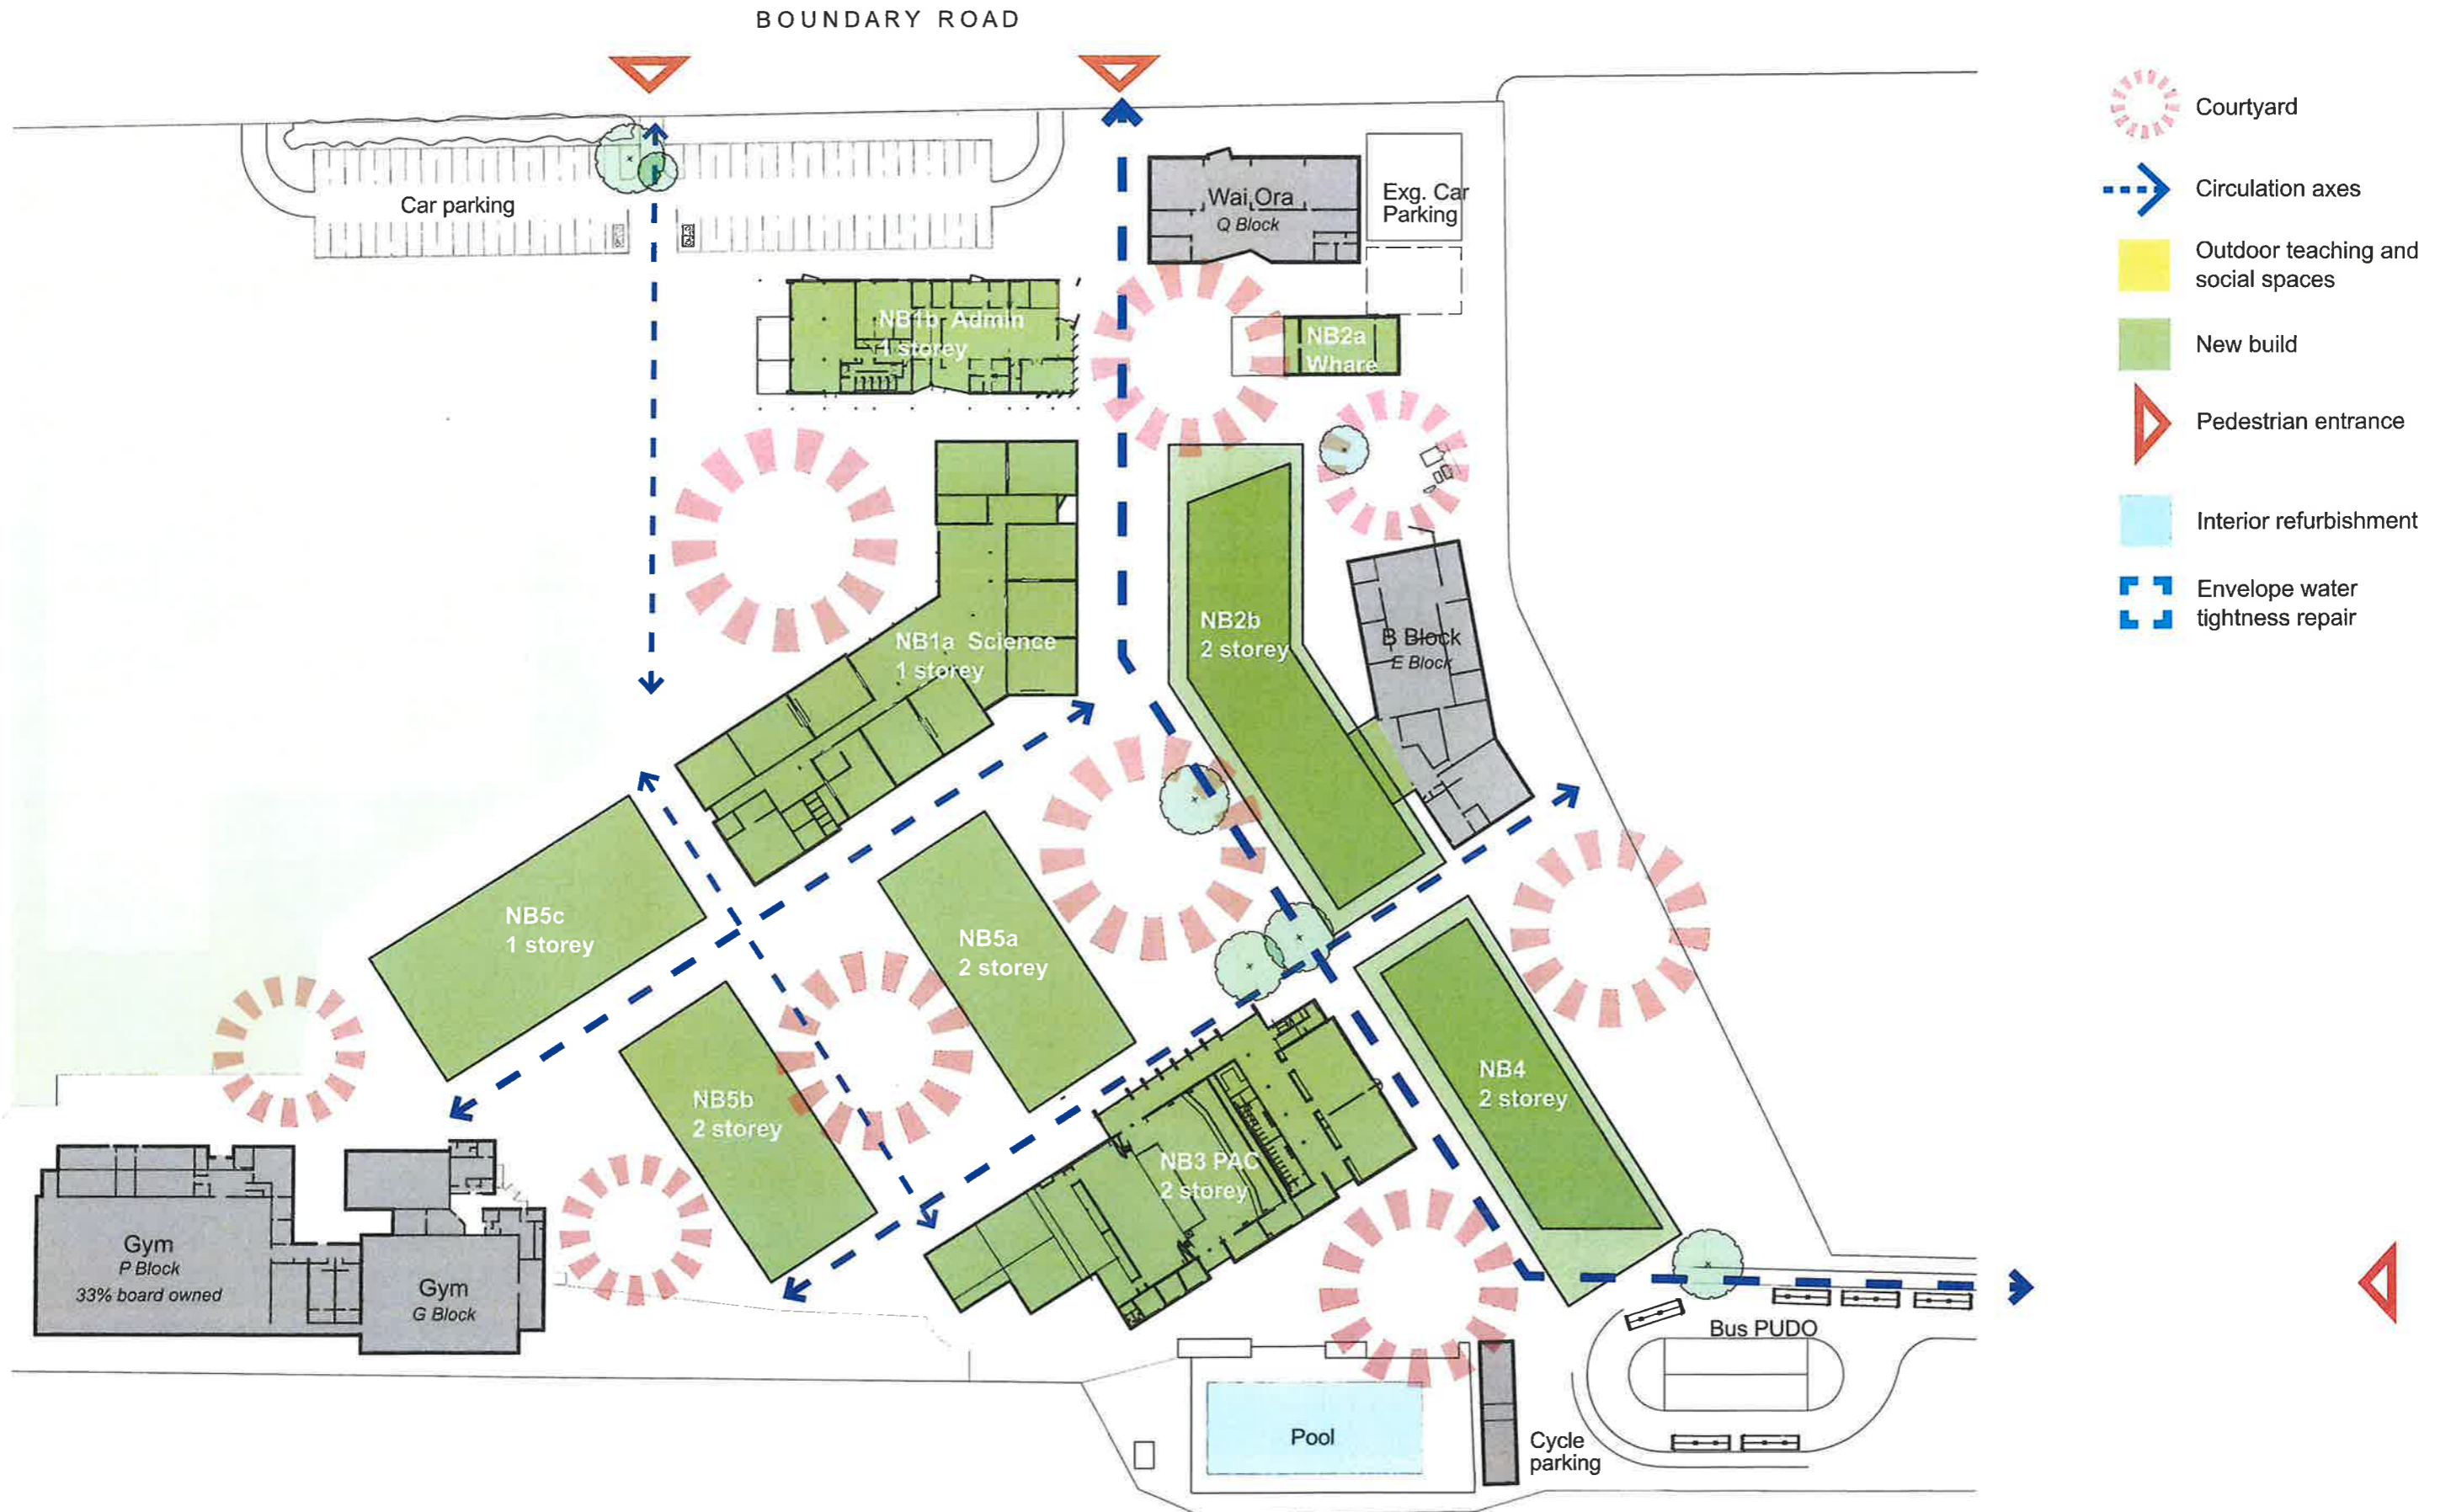 BOUNDARY ROAD
Courtyard
Circulation axes
Outdoor teaching and
social spaces
New build
Pedestrian entrance
Interior refurbishment
Envelope water
tightness repair
Car parking
Wai Ora
Q Block
Exg. Car
Parking
NB1b Admin
1 storey
NB2a
Whare
NB1a Science
1 storey
NB2b
2 storey
B Block
E Block
NB5c
1 storey
NB5a
2 storey
NB5b
2 storey
NB4
2 storey
NB3 PAC
2 storey
Gym
P Block
33% board owned
Gym
G Block
Bus PUDO
Pool
Cycle
parking